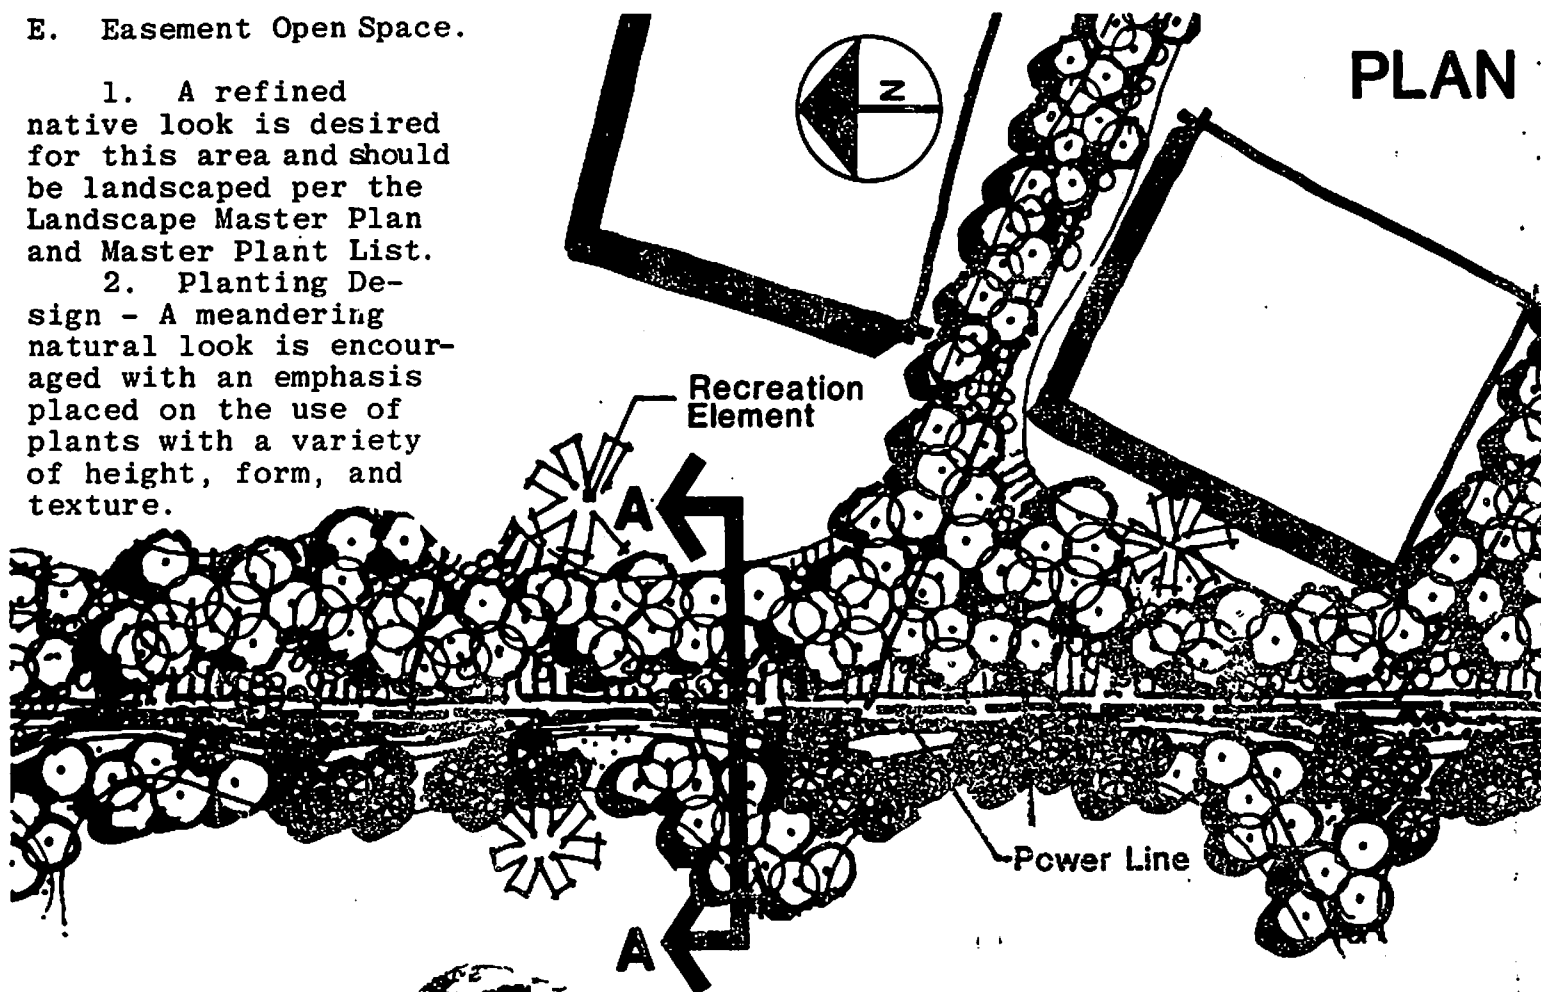 E. Easement Open Space.
1. A refined
native look is desired
for this area and should
be landscaped per the
Landscape Master Plan
and Master Plant List.
2. Planting De-
sign - A meandering
natural look is encour-
aged with an emphasis
placed on the use of
plants with a variety
of height, form, and
texture.
PLAN
N
Recreation
Element
A
Power Line
A